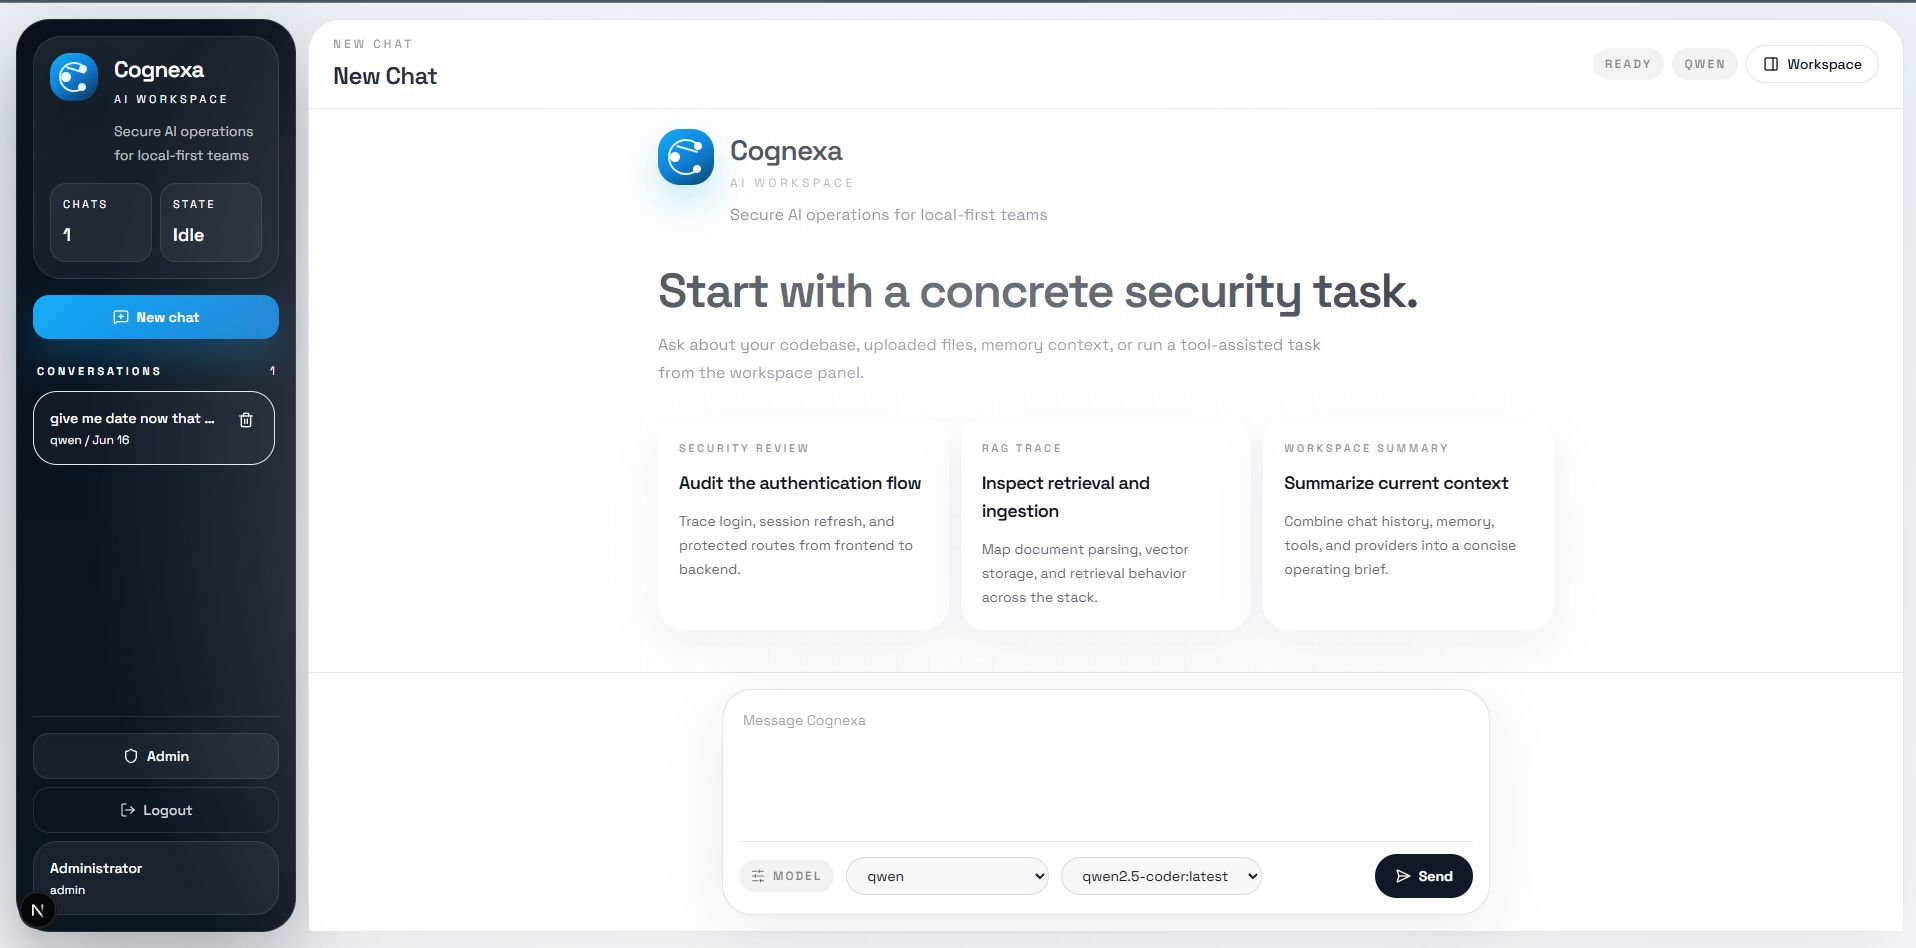 Cognexa
AI WORKSPACE
Secure AI operations
for local-first teams
CHATS
1
STATE
Idle
New chat
CONVERSATIONS 1
give me date now that ...
qwen / Jun 16
Admin
Logout
Administrator
admin
N
NEW CHAT
New Chat
READY
QWEN
Workspace
Cognexa
AI WORKSPACE
Secure AI operations for local-first teams
Start with a concrete security task.
Ask about your codebase, uploaded files, memory context, or run a tool-assisted task
from the workspace panel.
SECURITY REVIEW
Audit the authentication flow
Trace login, session refresh, and
protected routes from frontend to
backend.
RAG TRACE
Inspect retrieval and
ingestion
Map document parsing, vector
storage, and retrieval behavior
across the stack.
WORKSPACE SUMMARY
Summarize current context
Combine chat history, memory,
tools, and providers into a concise
operating brief.
Message Cognexa
MODEL
qwen
qwen2.5-coder:latest
Send